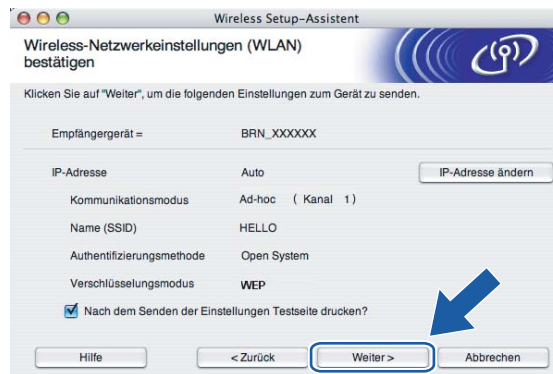 Wireless Setup-Assistent
Wireless-Netzwerkeinstellungen (WLAN)
bestätigen
Klicken Sie auf "Weiter", um die folgenden Einstellungen zum Gerät zu senden.
Empfängergerät = BRN_XXXXXX
IP-Adresse Auto IP-Adresse ändern
Kommunikationsmodus Ad-hoc ( Kanal 1)
Name (SSID) HELLO
Authentifizierungsmethode Open System
Verschlüsselungsmodus WEP
Nach dem Senden der Einstellungen Testseite drucken?
Hilfe < Zurück Weiter > Abbrechen